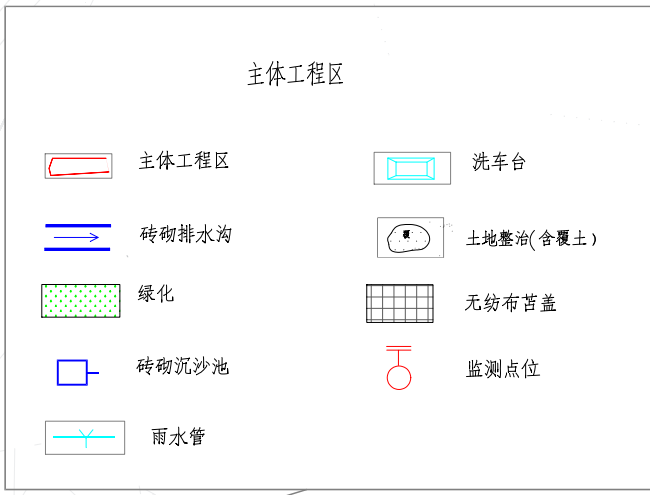 主体工程区
主体工程区
洗车台
砖砌排水沟
土地整治(含覆土)
绿化
无纺布苫盖
砖砌沉沙池
监测点位
雨水管